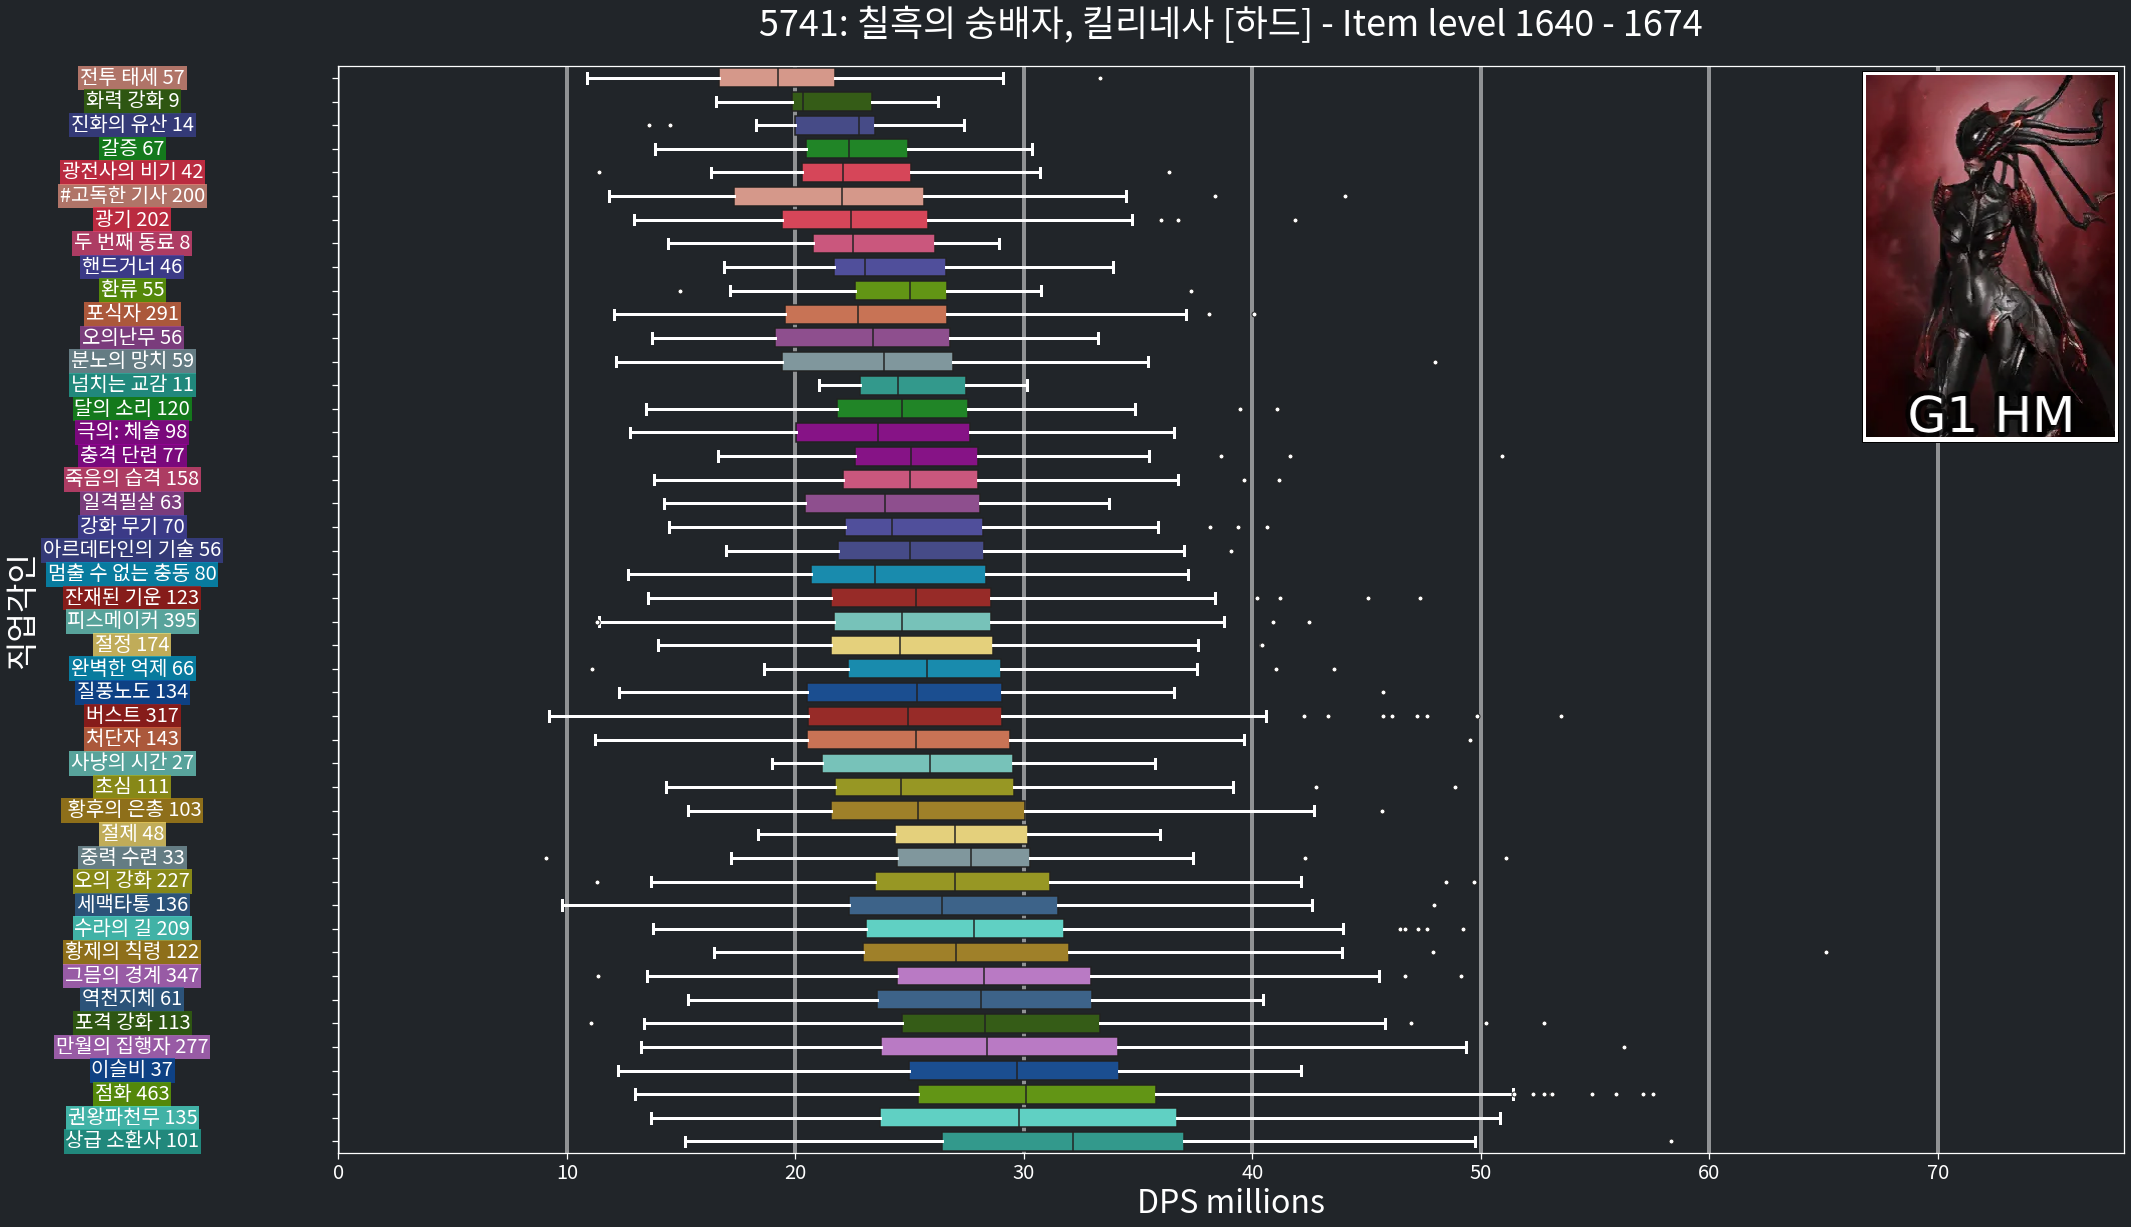 5741: 칠흑의 숭배자, 킬리네사 [하드] - Item level 1640 - 1674
전투 태세 57
화력 강화 9
진화의 유산 14
갈증 67
광전사의 비기 42
#고독한 기사 200
광기 202
두 번째 동료 8
핸드거너 46
환류 55
포식자 291
오의난무 56
분노의 망치 59
넘치는 교감 11
달의 소리 120
극의: 체술 98
충격 단련 77
죽음의 습격 158
일격필살 63
강화 무기 70
아르데타인의 기술 56
멈출 수 없는 충동 80
잔재된 기운 123
피스메이커 395
절정 174
완벽한 억제 66
질풍노도 134
버스트 317
처단자 143
사냥의 시간 27
초심 111
황후의 은총 103
절제 48
중력 수련 33
오의 강화 227
세맥타통 136
수라의 길 209
황제의 칙령 122
그믐의 경계 347
역천지체 61
포격 강화 113
만월의 집행자 277
이슬비 37
점화 463
권왕파천무 135
상급 소환사 101
직업각인
G1 HM
0 10 20 30 40 50 60 70
DPS millions